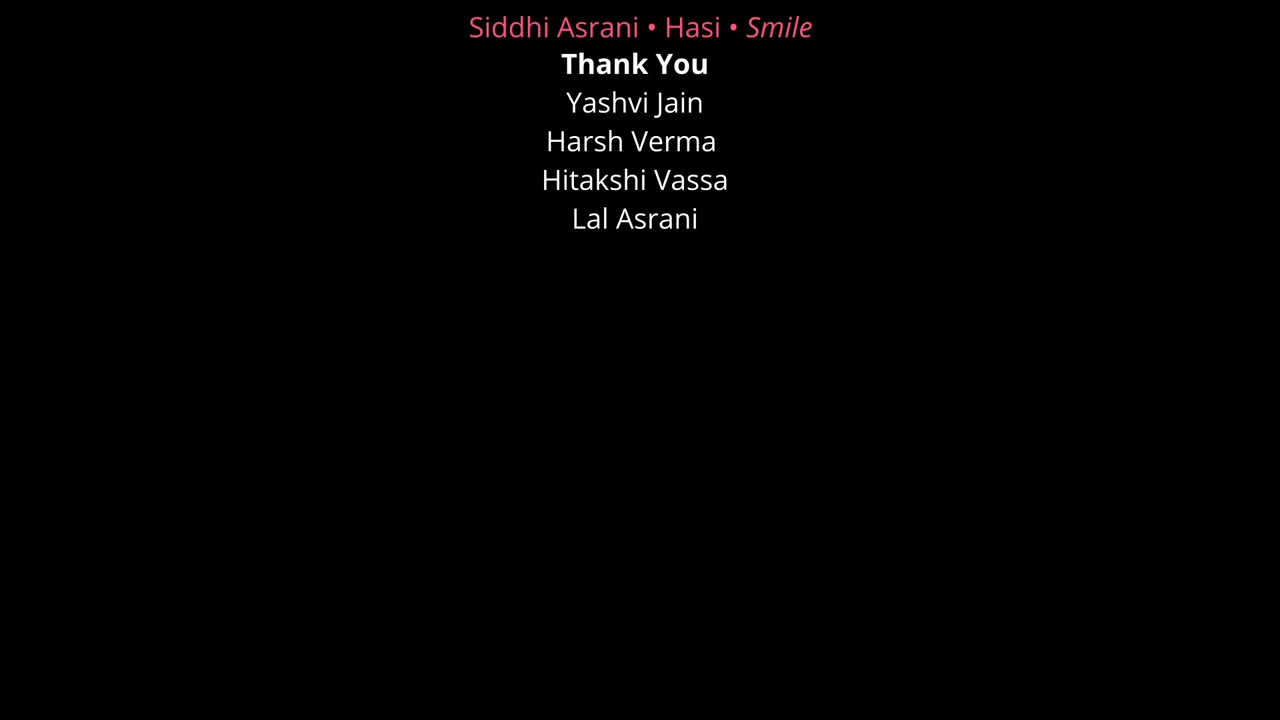 Siddhi Asrani • Hasi • Smile
Thank You
Yashvi Jain
Harsh Verma
Hitakshi Vassa
Lal Asrani